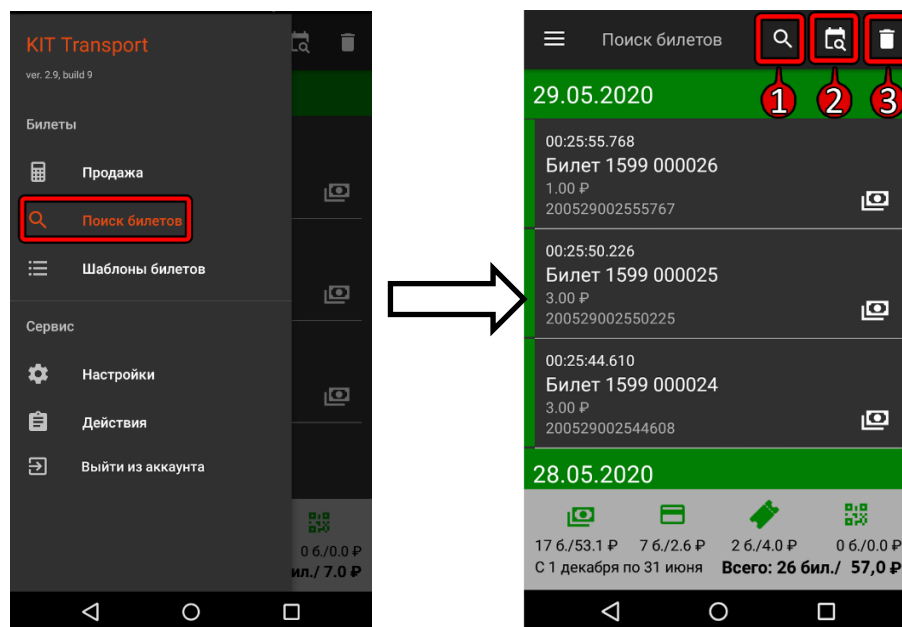 KIT Transport
ver. 2.9, build 9
Билеты
Продажа
Поиск билетов
Шаблоны билетов
Сервис
Настройки
Действия
Выйти из аккаунта
0 б./0.0 ₽
ил./ 7.0 ₽
Поиск билетов
1 2 3
29.05.2020
00:25:55.768
Билет 1599 000026
1.00 ₽
200529002555767
00:25:50.226
Билет 1599 000025
3.00 ₽
200529002550225
00:25:44.610
Билет 1599 000024
3.00 ₽
200529002544608
28.05.2020
17 б./53.1 ₽ 7 б./2.6 ₽ 2 б./4.0 ₽ 0 б./0.0 ₽
С 1 декабря по 31 июня Всего: 26 бил./ 57,0 ₽